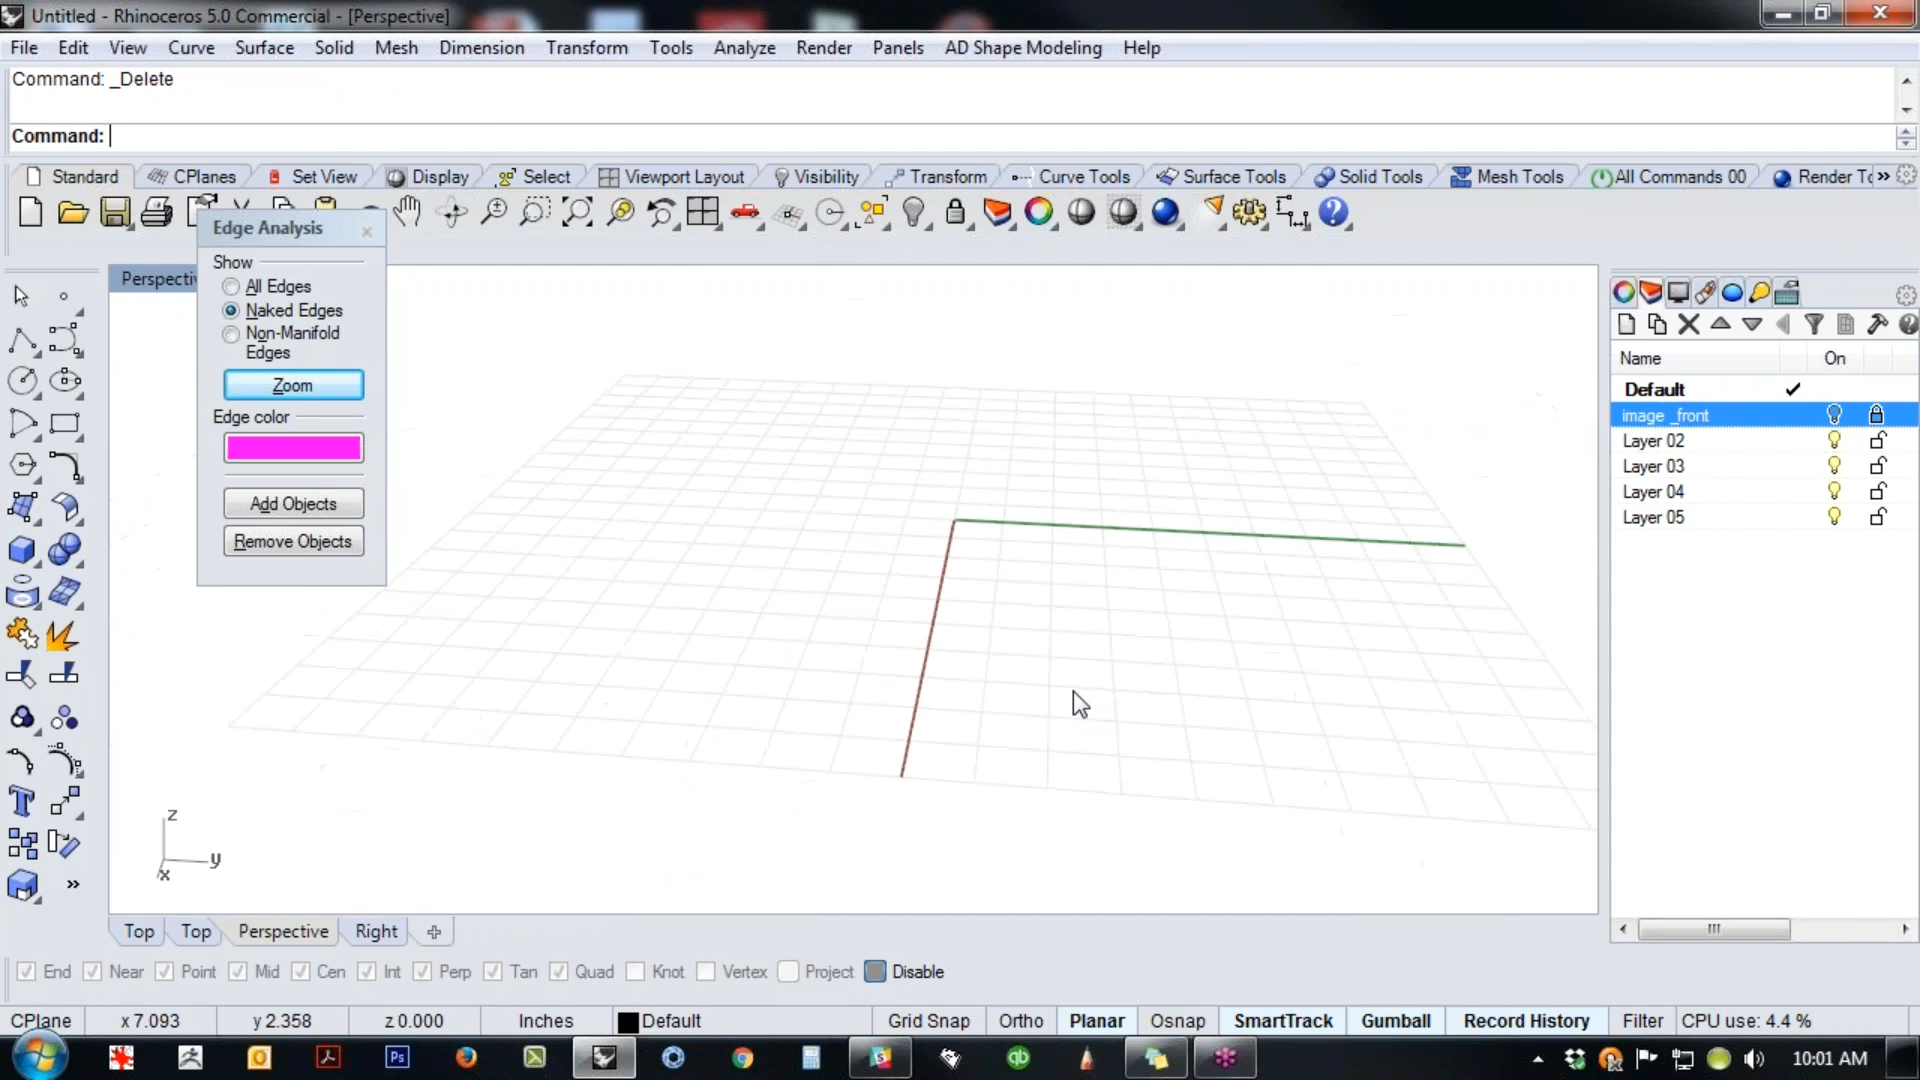 Untitled - Rhinoceros 5.0 Commercial - [Perspective]
File Edit View Curve Surface Solid Mesh Dimension Transform Tools Analyze Render Panels AD Shape Modeling Help
Command: _Delete
Command:
Standard CPlanes Set View Display Select Viewport Layout Visibility Transform Curve Tools Surface Tools Solid Tools Mesh Tools All Commands 00 Render To »
Edge Analysis
Show
All Edges
Naked Edges
Non-Manifold
Edges
Zoom
Edge color
Add Objects
Remove Objects
Perspectiv
Name On
Default
image _front
Layer 02
Layer 03
Layer 04
Layer 05
z
y
x
Top Top Perspective Right
End Near Point Mid Cen Int Perp Tan Quad Knot Vertex Project Disable
CPlane x 7.093 y 2.358 z 0.000 Inches Default Grid Snap Ortho Planar Osnap SmartTrack Gumball Record History Filter CPU use: 4.4 %
Ps qb 10:01 AM